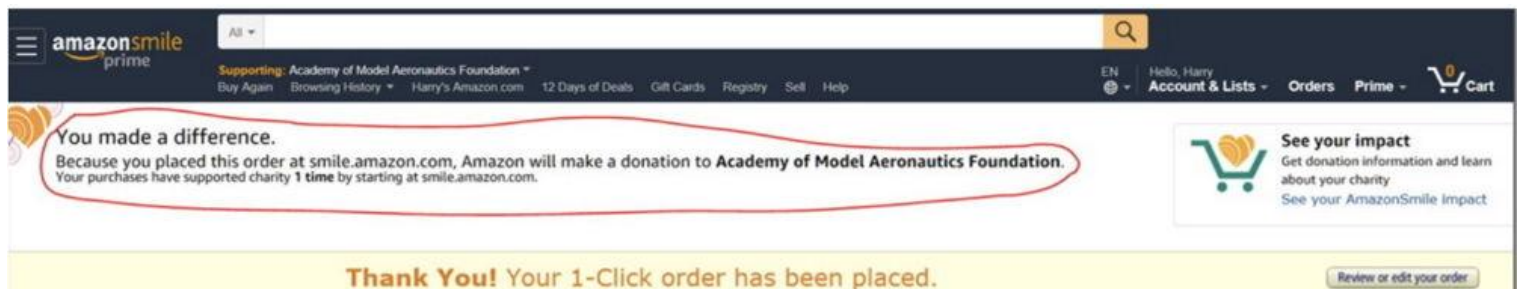 amazonsmile
prime
All
Supporting: Academy of Model Aeronautics Foundation
Buy Again Browsing History Harry's Amazon.com 12 Days of Deals Gift Cards Registry Sell Help
EN
Hello, Harry
Account & Lists Orders Prime 0 Cart
You made a difference.
Because you placed this order at smile.amazon.com, Amazon will make a donation to Academy of Model Aeronautics Foundation.
Your purchases have supported charity 1 time by starting at smile.amazon.com.
See your impact
Get donation information and learn
about your charity
See your AmazonSmile Impact
Thank You! Your 1-Click order has been placed.
Review or edit your order